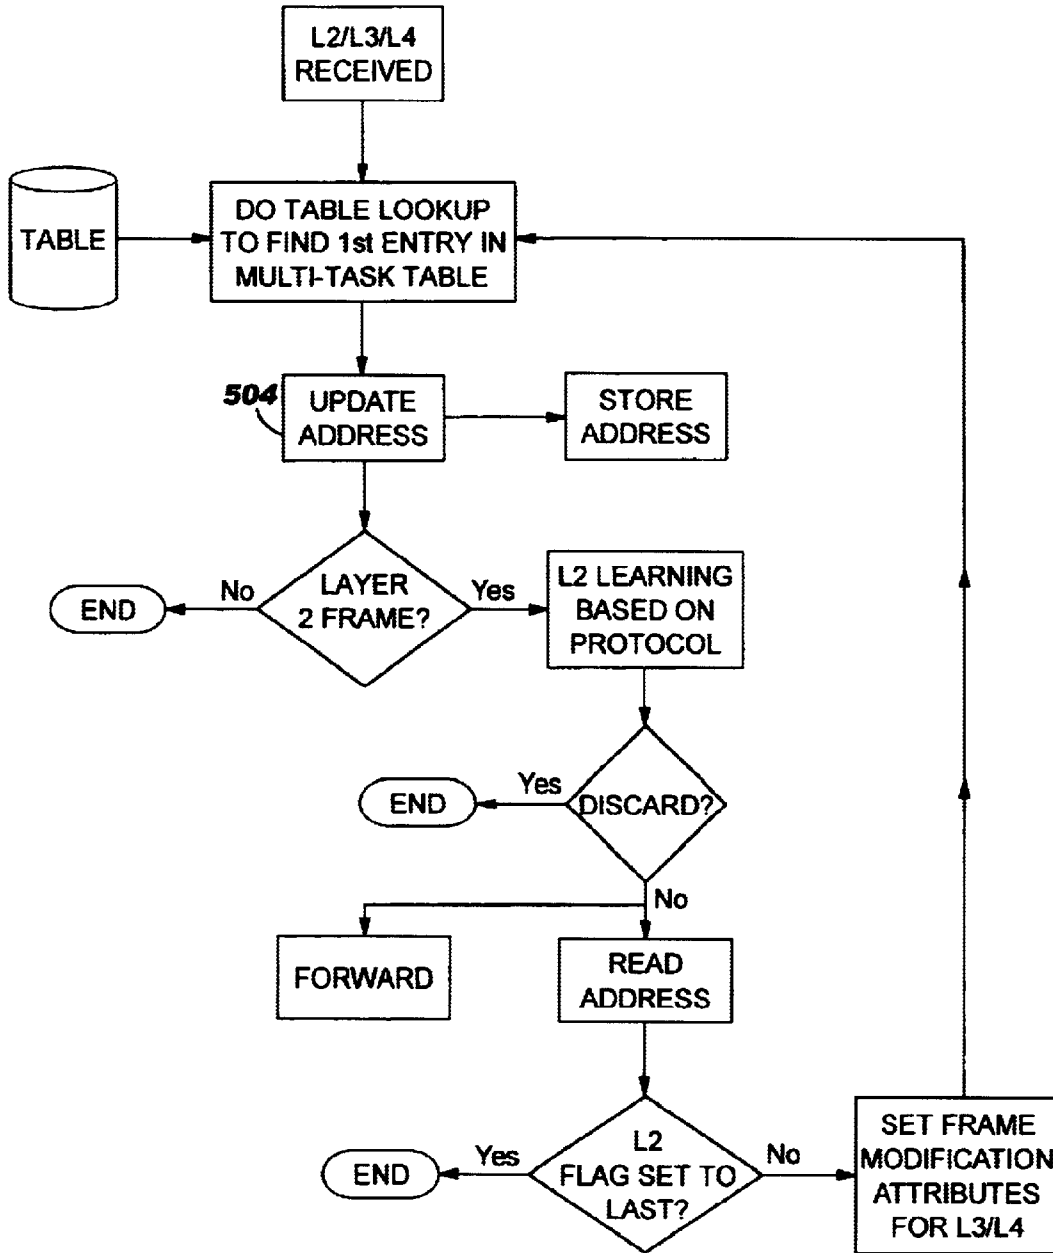 L2/L3/L4
RECEIVED
TABLE
DO TABLE LOOKUP
TO FIND 1st ENTRY IN
MULTI-TASK TABLE
504
UPDATE
ADDRESS
STORE
ADDRESS
END
No
LAYER
2 FRAME?
Yes
L2 LEARNING
BASED ON
PROTOCOL
END
Yes
DISCARD?
No
FORWARD
READ
ADDRESS
END
Yes
L2
FLAG SET TO
LAST?
No
SET FRAME
MODIFICATION
ATTRIBUTES
FOR L3/L4